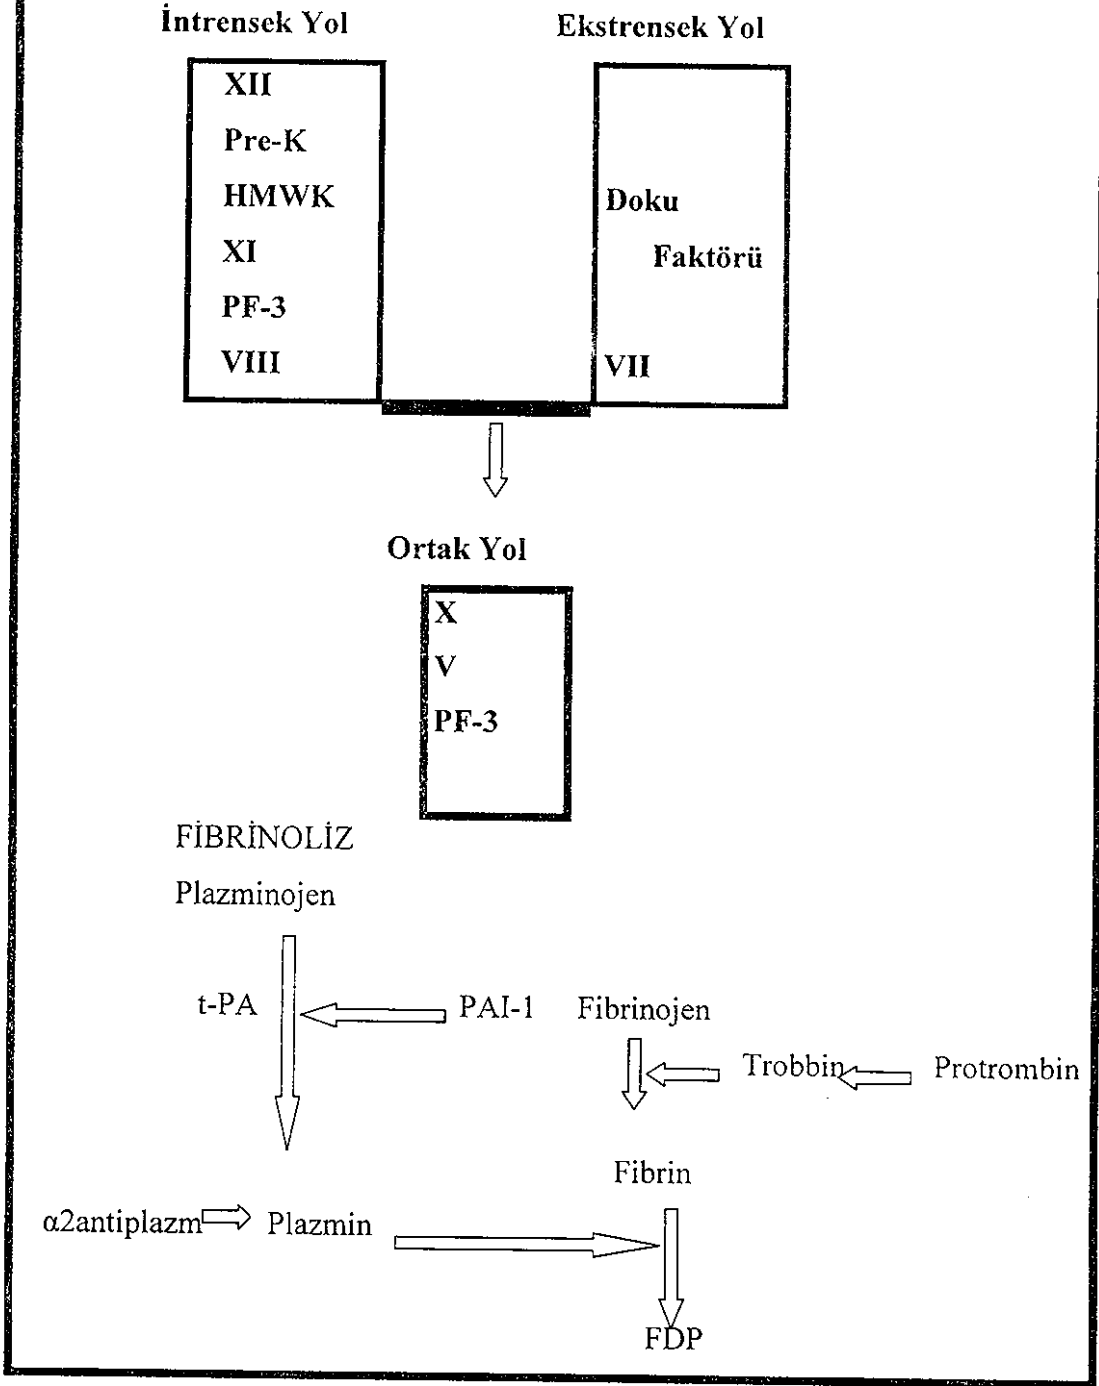 İntrensek Yol
Ekstrensek Yol
XII
Pre-K
HMWK
XI
PF-3
VIII
Doku
Faktörü
VII
Ortak Yol
X
V
PF-3
FİBRİNOLİZ
Plazminojen
t-PA
PAI-1
Fibrinojen
Trobbin
Protrombin
Fibrin
α2antiplazm
Plazmin
FDP